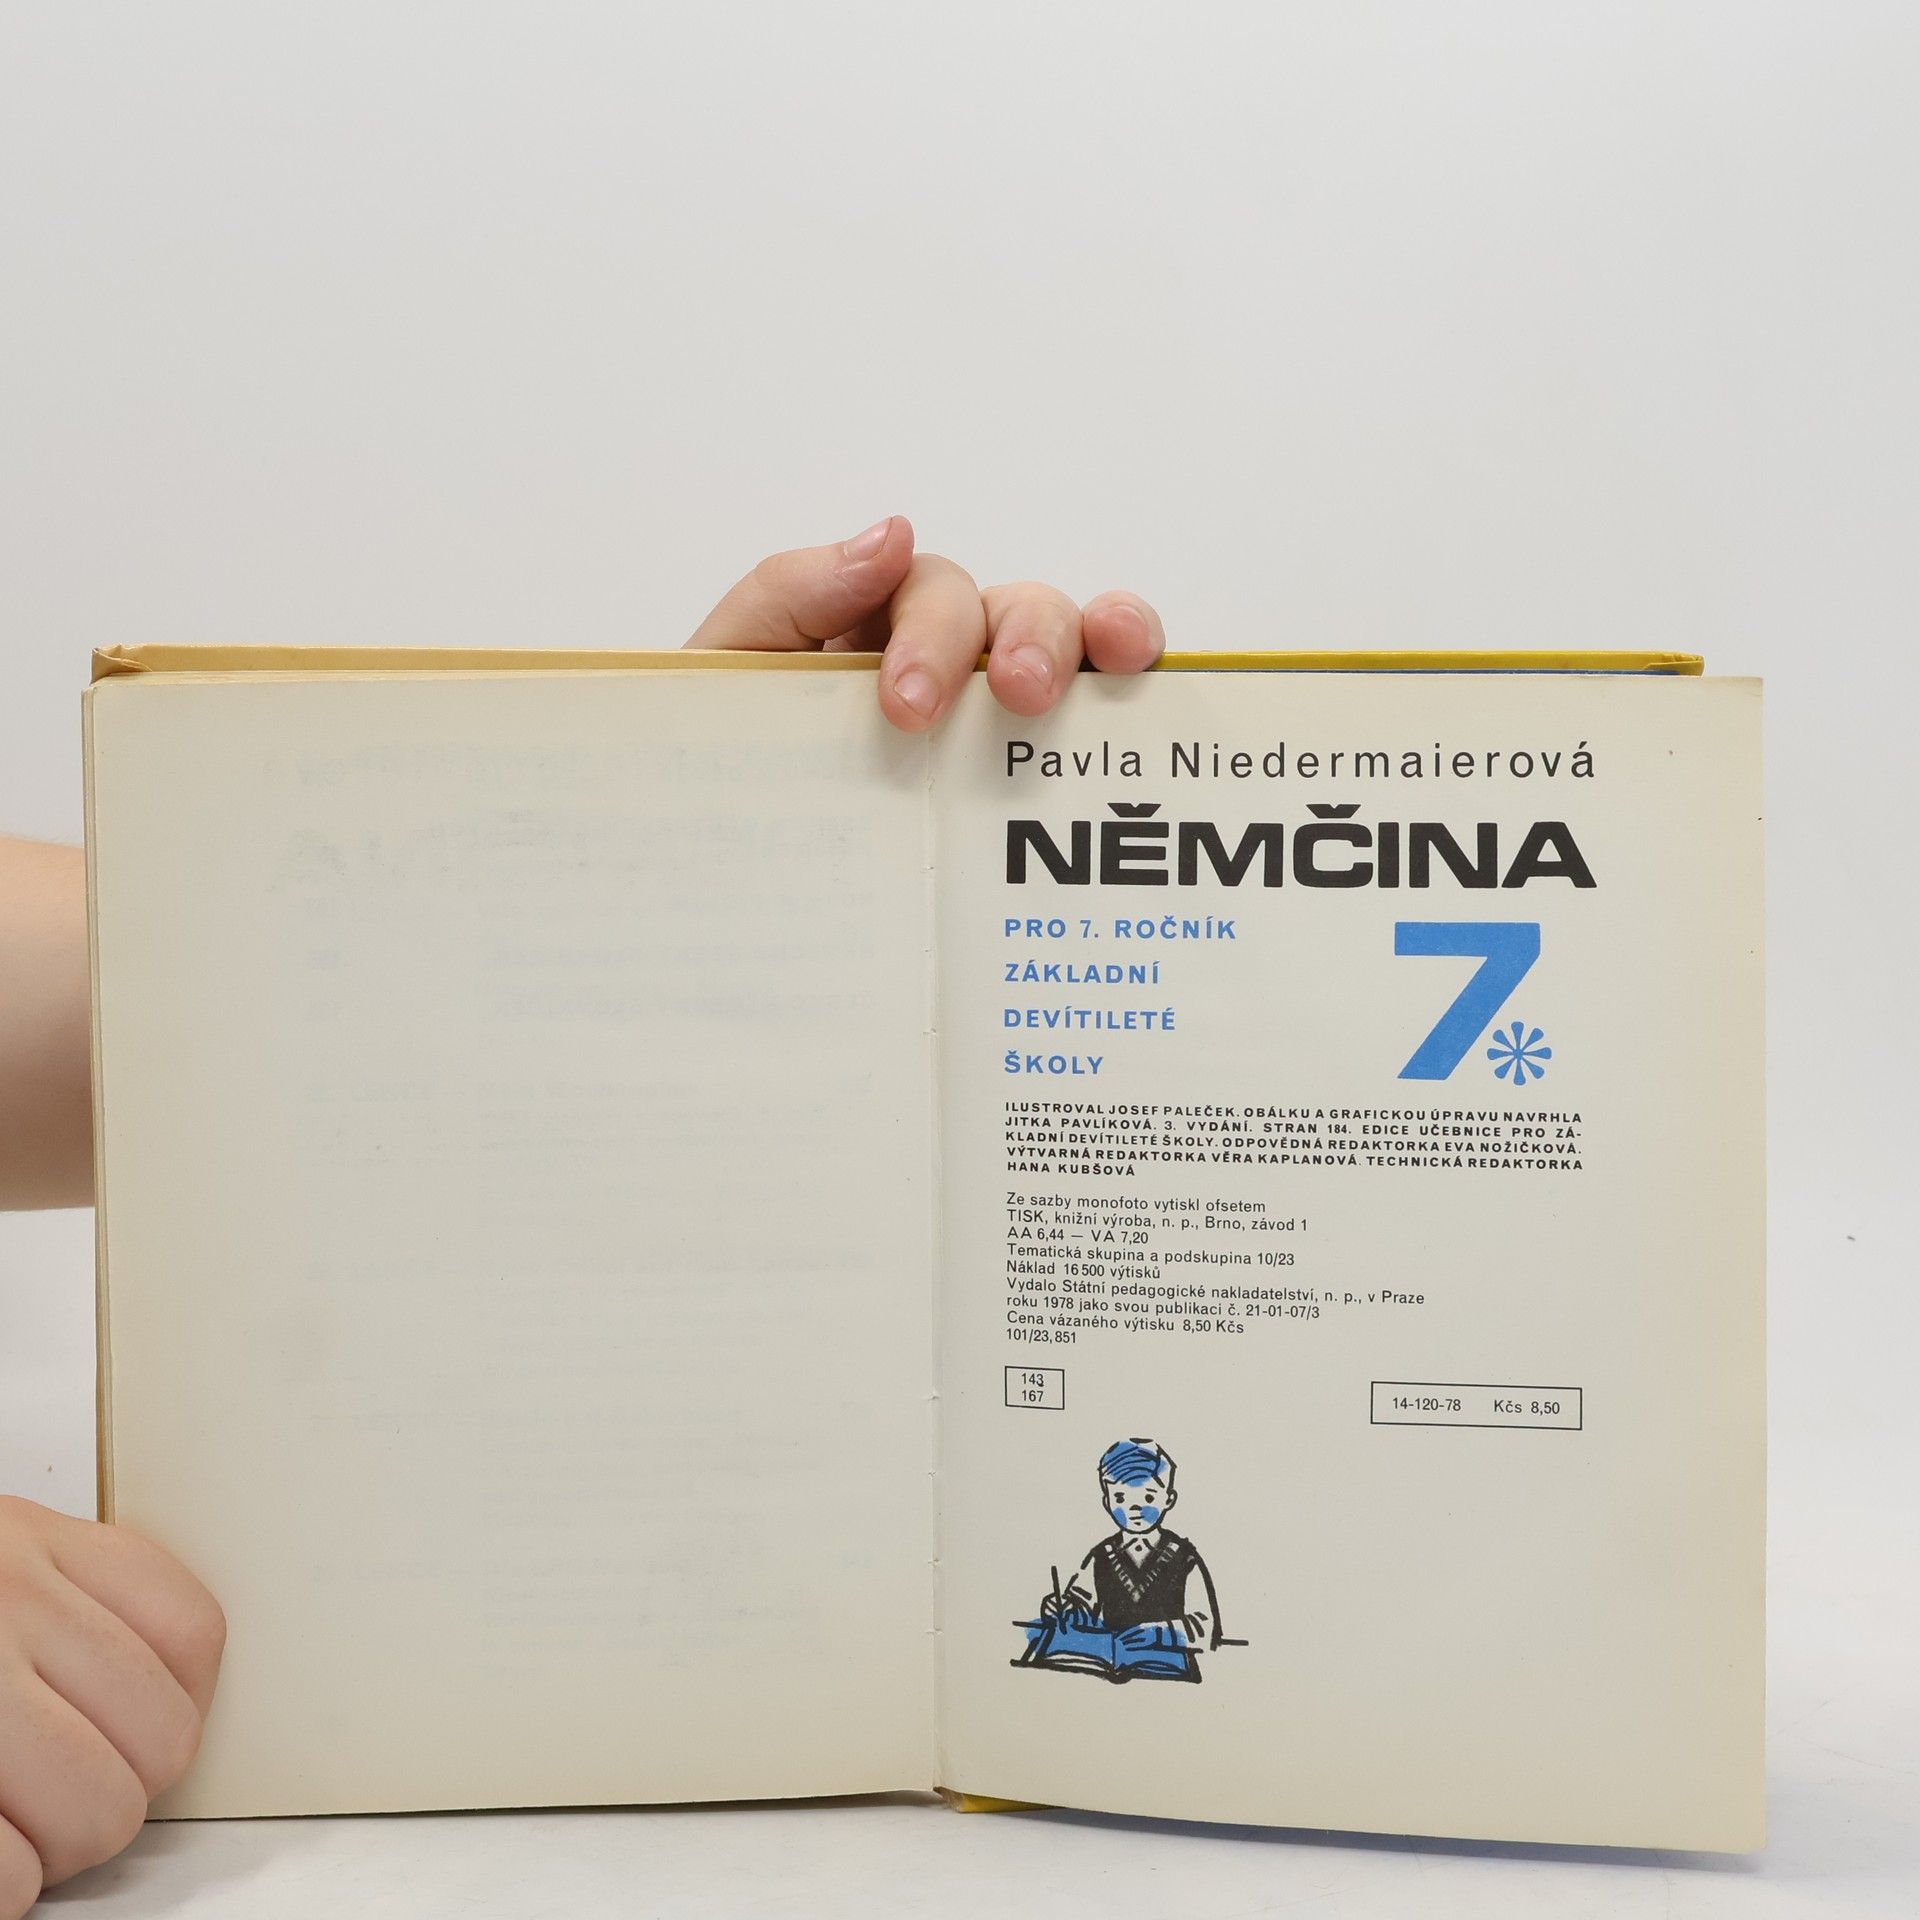 Pavla Niedermaierová
NĚMČINA
PRO 7. ROČNÍK
ZÁKLADNÍ
DEVÍTILETÉ
ŠKOLY
7
ILUSTROVAL JOSEF PALEČEK. OBÁLKU A GRAFICKOU ÚPRAVU NAVRHLA
JITKA PAVLÍKOVÁ. 3. VYDÁNÍ. STRAN 184. EDICE UČEBNICE PRO ZÁ-
KLADNÍ DEVÍTILETÉ ŠKOLY. ODPOVĚDNÁ REDAKTORKA EVA NOŽIČKOVÁ.
VÝTVARNÁ REDAKTORKA VĚRA KAPLANOVÁ. TECHNICKÁ REDAKTORKA
HANA KUBŠOVÁ
Ze sazby monofoto vytiskl ofsetem
TISK, knižní výroba, n. p., Brno, závod 1
AA 6,44 — VA 7,20
Tematická skupina a podskupina 10/23
Náklad 16 500 výtisků
Vydalo Státní pedagogické nakladatelství, n. p., v Praze
roku 1978 jako svou publikaci č. 21-01-07/3
Cena vázaného výtisku 8,50 Kčs
101/23,851
143
167
14-120-78 Kčs 8,50